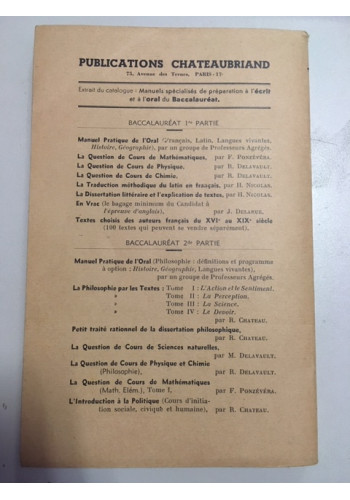 PUBLICATIONS CHATEAUBRIAND
75, Avenue des Ternes, PARIS-17e
Extrait du catalogue : Manuels spécialisés de préparation à l'écrit
et à l'oral du Baccalauréat.
BACCALAURÉAT 1re PARTIE
Manuel Pratique de l'Oral (Français, Latin, Langues vivantes,
Histoire, Géographie), par un groupe de Professeurs Agrégés.
La Question de Cours de Mathématiques, par F. PONZÉVÉRA.
La Question de Cours de Physique, par R. DELAVAULT.
La Question de Cours de Chimie, par R. DELAVAULT.
La Traduction méthodique du latin en français, par H. NICOLAS.
La Dissertation littéraire et l'explication du textes, par H. NICOLAS.
En Vrac (le bagage minimum du Candidat à
l'épreuve d'anglais), par J. DELANDE.
Textes choisis des auteurs français du XVIe au XIXe siècle
(100 textes qui peuvent se vendre séparément).
BACCALAURÉAT 2me PARTIE
Manuel Pratique de l'Oral (Philosophie : définitions et programme
à option : Histoire, Géographie, Langues vivantes),
par un groupe de Professeurs Agrégés.
La Philosophie par les Textes : Tome I : L'Action et le Sentiment.
» Tome II : La Perception.
» Tome III : La Science.
» Tome IV : Le Devoir.
par R. CHATEAU.
Petit traité rationnel de la dissertation philosophique,
par R. CHATEAU.
La Question de Cours de Sciences naturelles,
par M. DELAVAULT.
La Question de Cours de Physique et Chimie
(Philosophie), par R. DELAVAULT.
La Question de Cours de Mathématiques
(Math. Élém.), Tome I, par F. PONZÉVÉRA.
L'Introduction à la Politique (Cours d'initia-
tion sociale, civique et humaine), par R. CHATEAU.